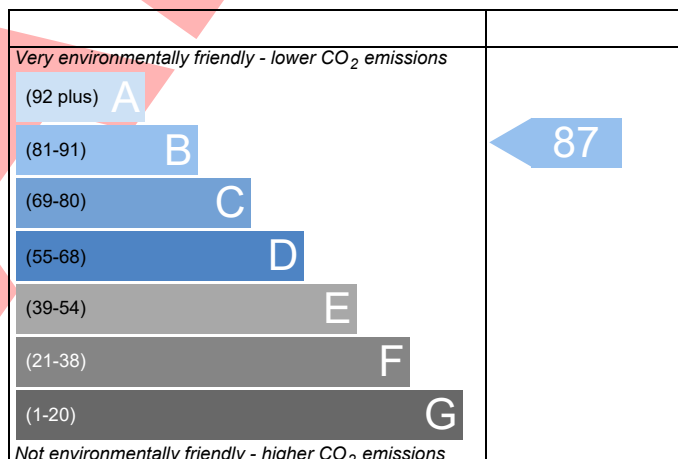 Very environmentally friendly - lower CO2 emissions
(92 plus) A
(81-91) B
87
(69-80) C
(55-68) D
(39-54) E
(21-38) F
(1-20) G
Not environmentally friendly - higher CO2 emissions